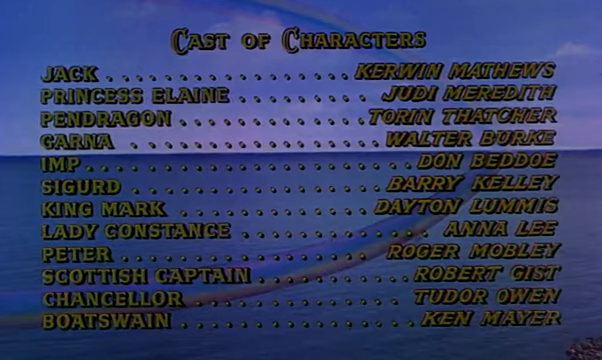 CAST OF CHARACTERS
JACK . . . . . . . . . . . . . . . . . . KERWIN MATHEWS
PRINCESS ELAINE . . . . . . . . . . JUDI MEREDITH
PENDRAGON . . . . . . . . . . . . . TORIN THATCHER
GARNA . . . . . . . . . . . . . . . . . WALTER BURKE
IMP . . . . . . . . . . . . . . . . . . . . . . DON BEDDOE
SIGURD . . . . . . . . . . . . . . . . . BARRY KELLEY
KING MARK . . . . . . . . . . . . . DAYTON LUMMIS
LADY CONSTANCE . . . . . . . . . . . . ANNA LEE
PETER . . . . . . . . . . . . . . . . . . ROGER MOBLEY
SCOTTISH CAPTAIN . . . . . . . . . . ROBERT GIST
CHANCELLOR . . . . . . . . . . . . . . TUDOR OWEN
BOATSWAIN . . . . . . . . . . . . . . . KEN MAYER